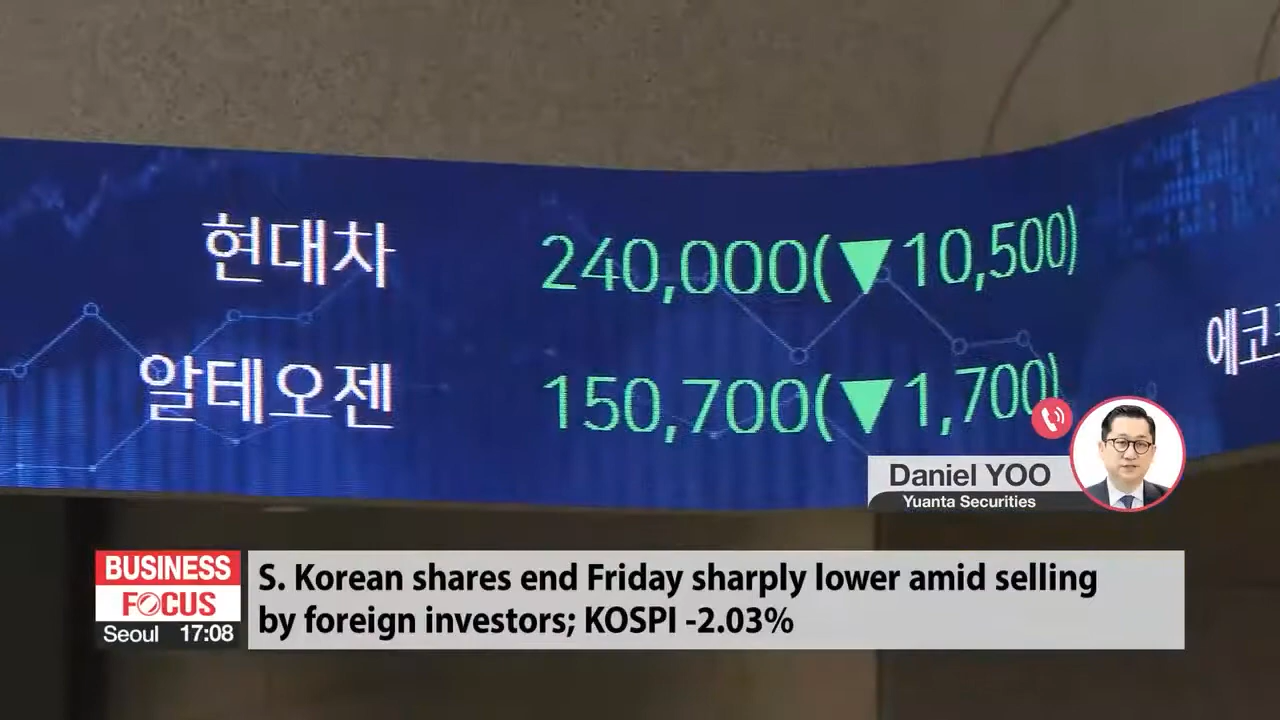 현대차 240,000(▼10,500)
알테오젠 150,700(▼1,700)
에코
Daniel YOO
Yuanta Securities
BUSINESS
FOCUS
Seoul 17:08
S. Korean shares end Friday sharply lower amid selling
by foreign investors; KOSPI -2.03%